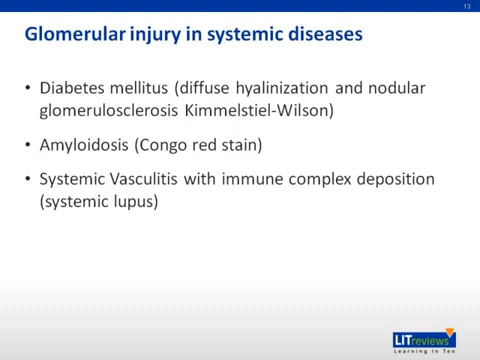 13
Glomerular injury in systemic diseases
• Diabetes mellitus (diffuse hyalinization and nodular
glomerulosclerosis Kimmelstiel-Wilson)
• Amyloidosis (Congo red stain)
• Systemic Vasculitis with immune complex deposition
(systemic lupus)
LITreviews
Learning In Ten